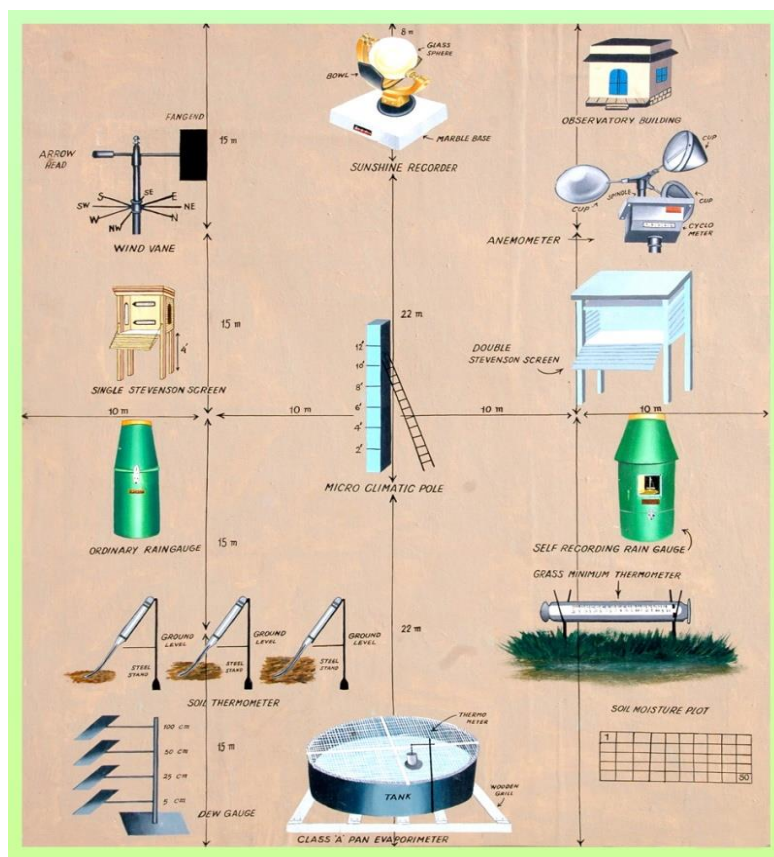 8 m
GLASS
SPHERE
BOWL
MARBLE BASE
SUNSHINE RECORDER
OBSERVATORY BUILDING
FANGEND
15 m
ARROW
HEAD
S
SE
E
SW
NE
W
N
NW
WIND VANE
CUP
CUP
SPINDLE
CUP
CYCLO
METER
ANEMOMETER
15 m
4'
SINGLE STEVENSON SCREEN
22 m
12'
10'
8'
6'
4'
2'
DOUBLE
STEVENSON SCREEN
10 m
10 m
10 m
10 m
MICRO CLIMATIC POLE
ORDINARY RAINGAUGE
15 m
SELF RECORDING RAIN GAUGE
GRASS MINIMUM THERMOMETER
GROUND
LEVEL
STEEL
STAND
GROUND
LEVEL
STEEL
STAND
GROUND
LEVEL
STEEL
STAND
22 m
SOIL THERMOMETER
SOIL MOISTURE PLOT
1
50
100 cm
50 cm
25 cm
5 cm
DEW GAUGE
15 m
THERMO
METER
TANK
WOODEN
GRILL
CLASS 'A' PAN EVAPORIMETER